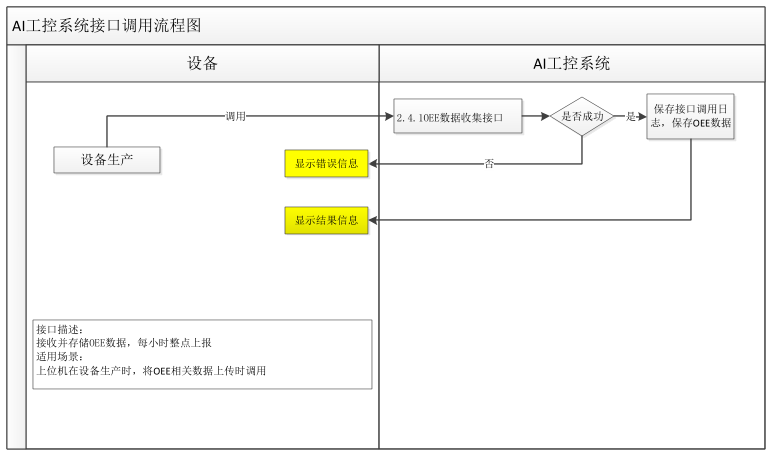 AI工控系统接口调用流程图
设备
AI工控系统
调用
2.4.1OEE数据收集接口
是否成功
是
保存接口调用日
志，保存OEE数据
设备生产
显示错误信息
否
显示结果信息
接口描述：
接收并存储OEE数据，每小时整点上报
适用场景：
上位机在设备生产时，将OEE相关数据上传时调用